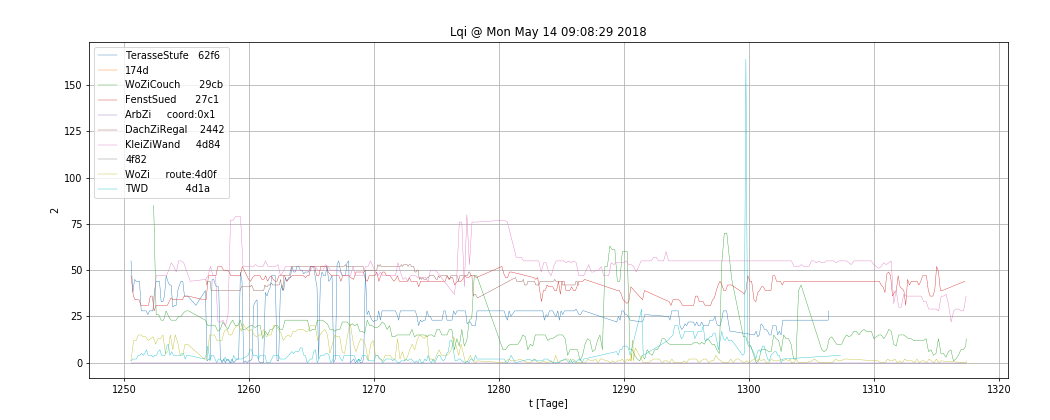 Lqi @ Mon May 14 09:08:29 2018
TerasseStufe 62f6
174d
WoZiCouch 29cb
FenstSued 27c1
ArbZi coord:0x1
DachZiRegal 2442
KleiZiWand 4d84
4f82
WoZi route:4d0f
TWD 4d1a
150
125
100
75
50
25
0
2
1250 1260 1270 1280 1290 1300 1310 1320
t [Tage]